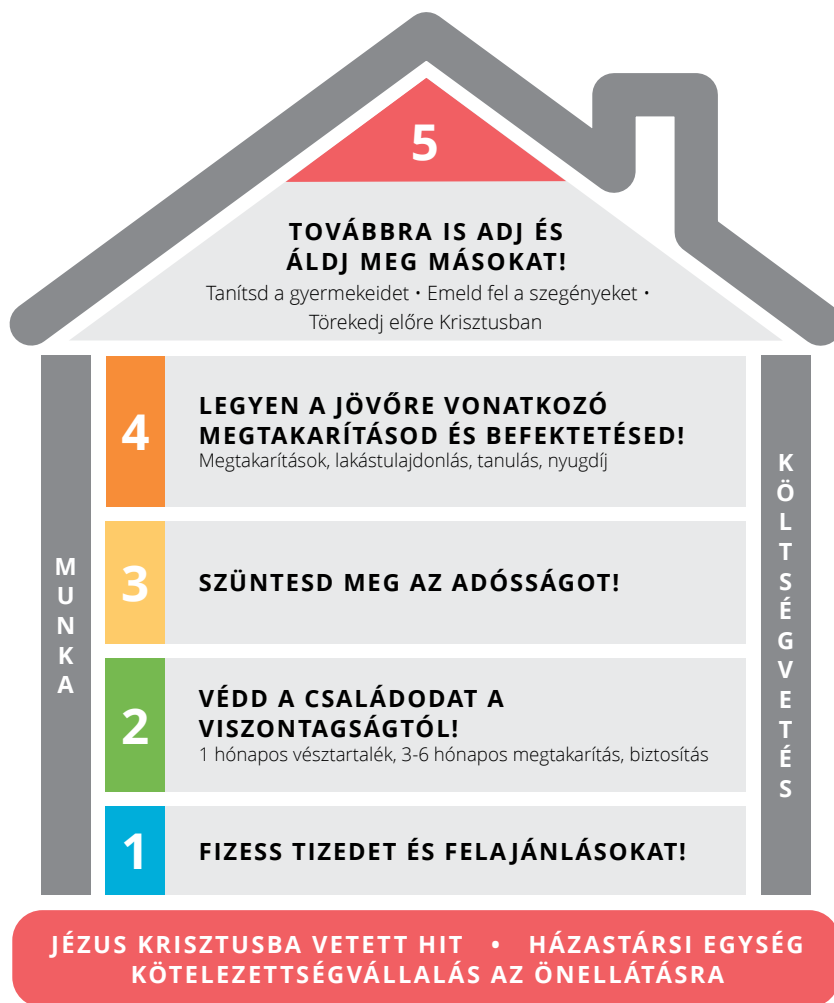 5
TOVÁBBRA IS ADJ ÉS
ÁLDJ MEG MÁSOKAT!
Tanítsd a gyermekeidet • Emeld fel a szegényeket •
Törekedj előre Krisztusban
4
LEGYEN A JÖVŐRE VONATKOZÓ
MEGTAKARÍTÁSOD ÉS BEFEKTETÉSED!
Megtakarítások, lakástulajdonlás, tanulás, nyugdíj
3
SZÜNTESD MEG AZ ADÓSSÁGOT!
2
VÉDD A CSALÁDODAT A
VISZONTAGSÁGTÓL!
1 hónapos vésztartalék, 3-6 hónapos megtakarítás, biztosítás
1
FIZESS TIZEDET ÉS FELAJÁNLÁSOKAT!
MUNKA
KÖLTSÉGVETÉS
JÉZUS KRISZTUSBA VETETT HIT • HÁZASTÁRSI EGYSÉG
KÖTELEZETTSÉGVÁLLALÁS AZ ÖNELLÁTÁSRA